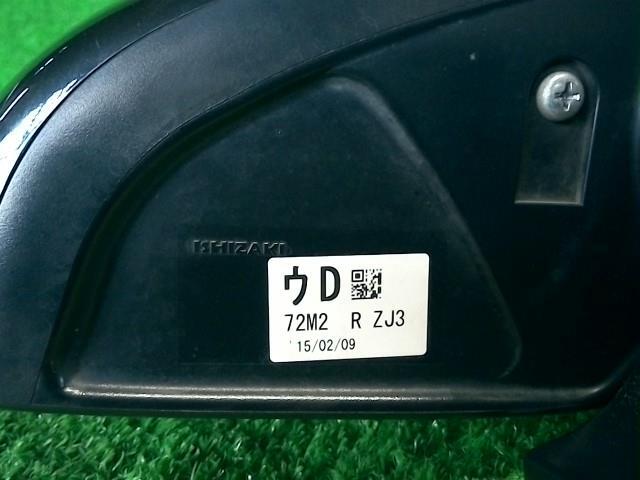 ISHIZAKI
ウD
72M2 R ZJ3
'15/02/09